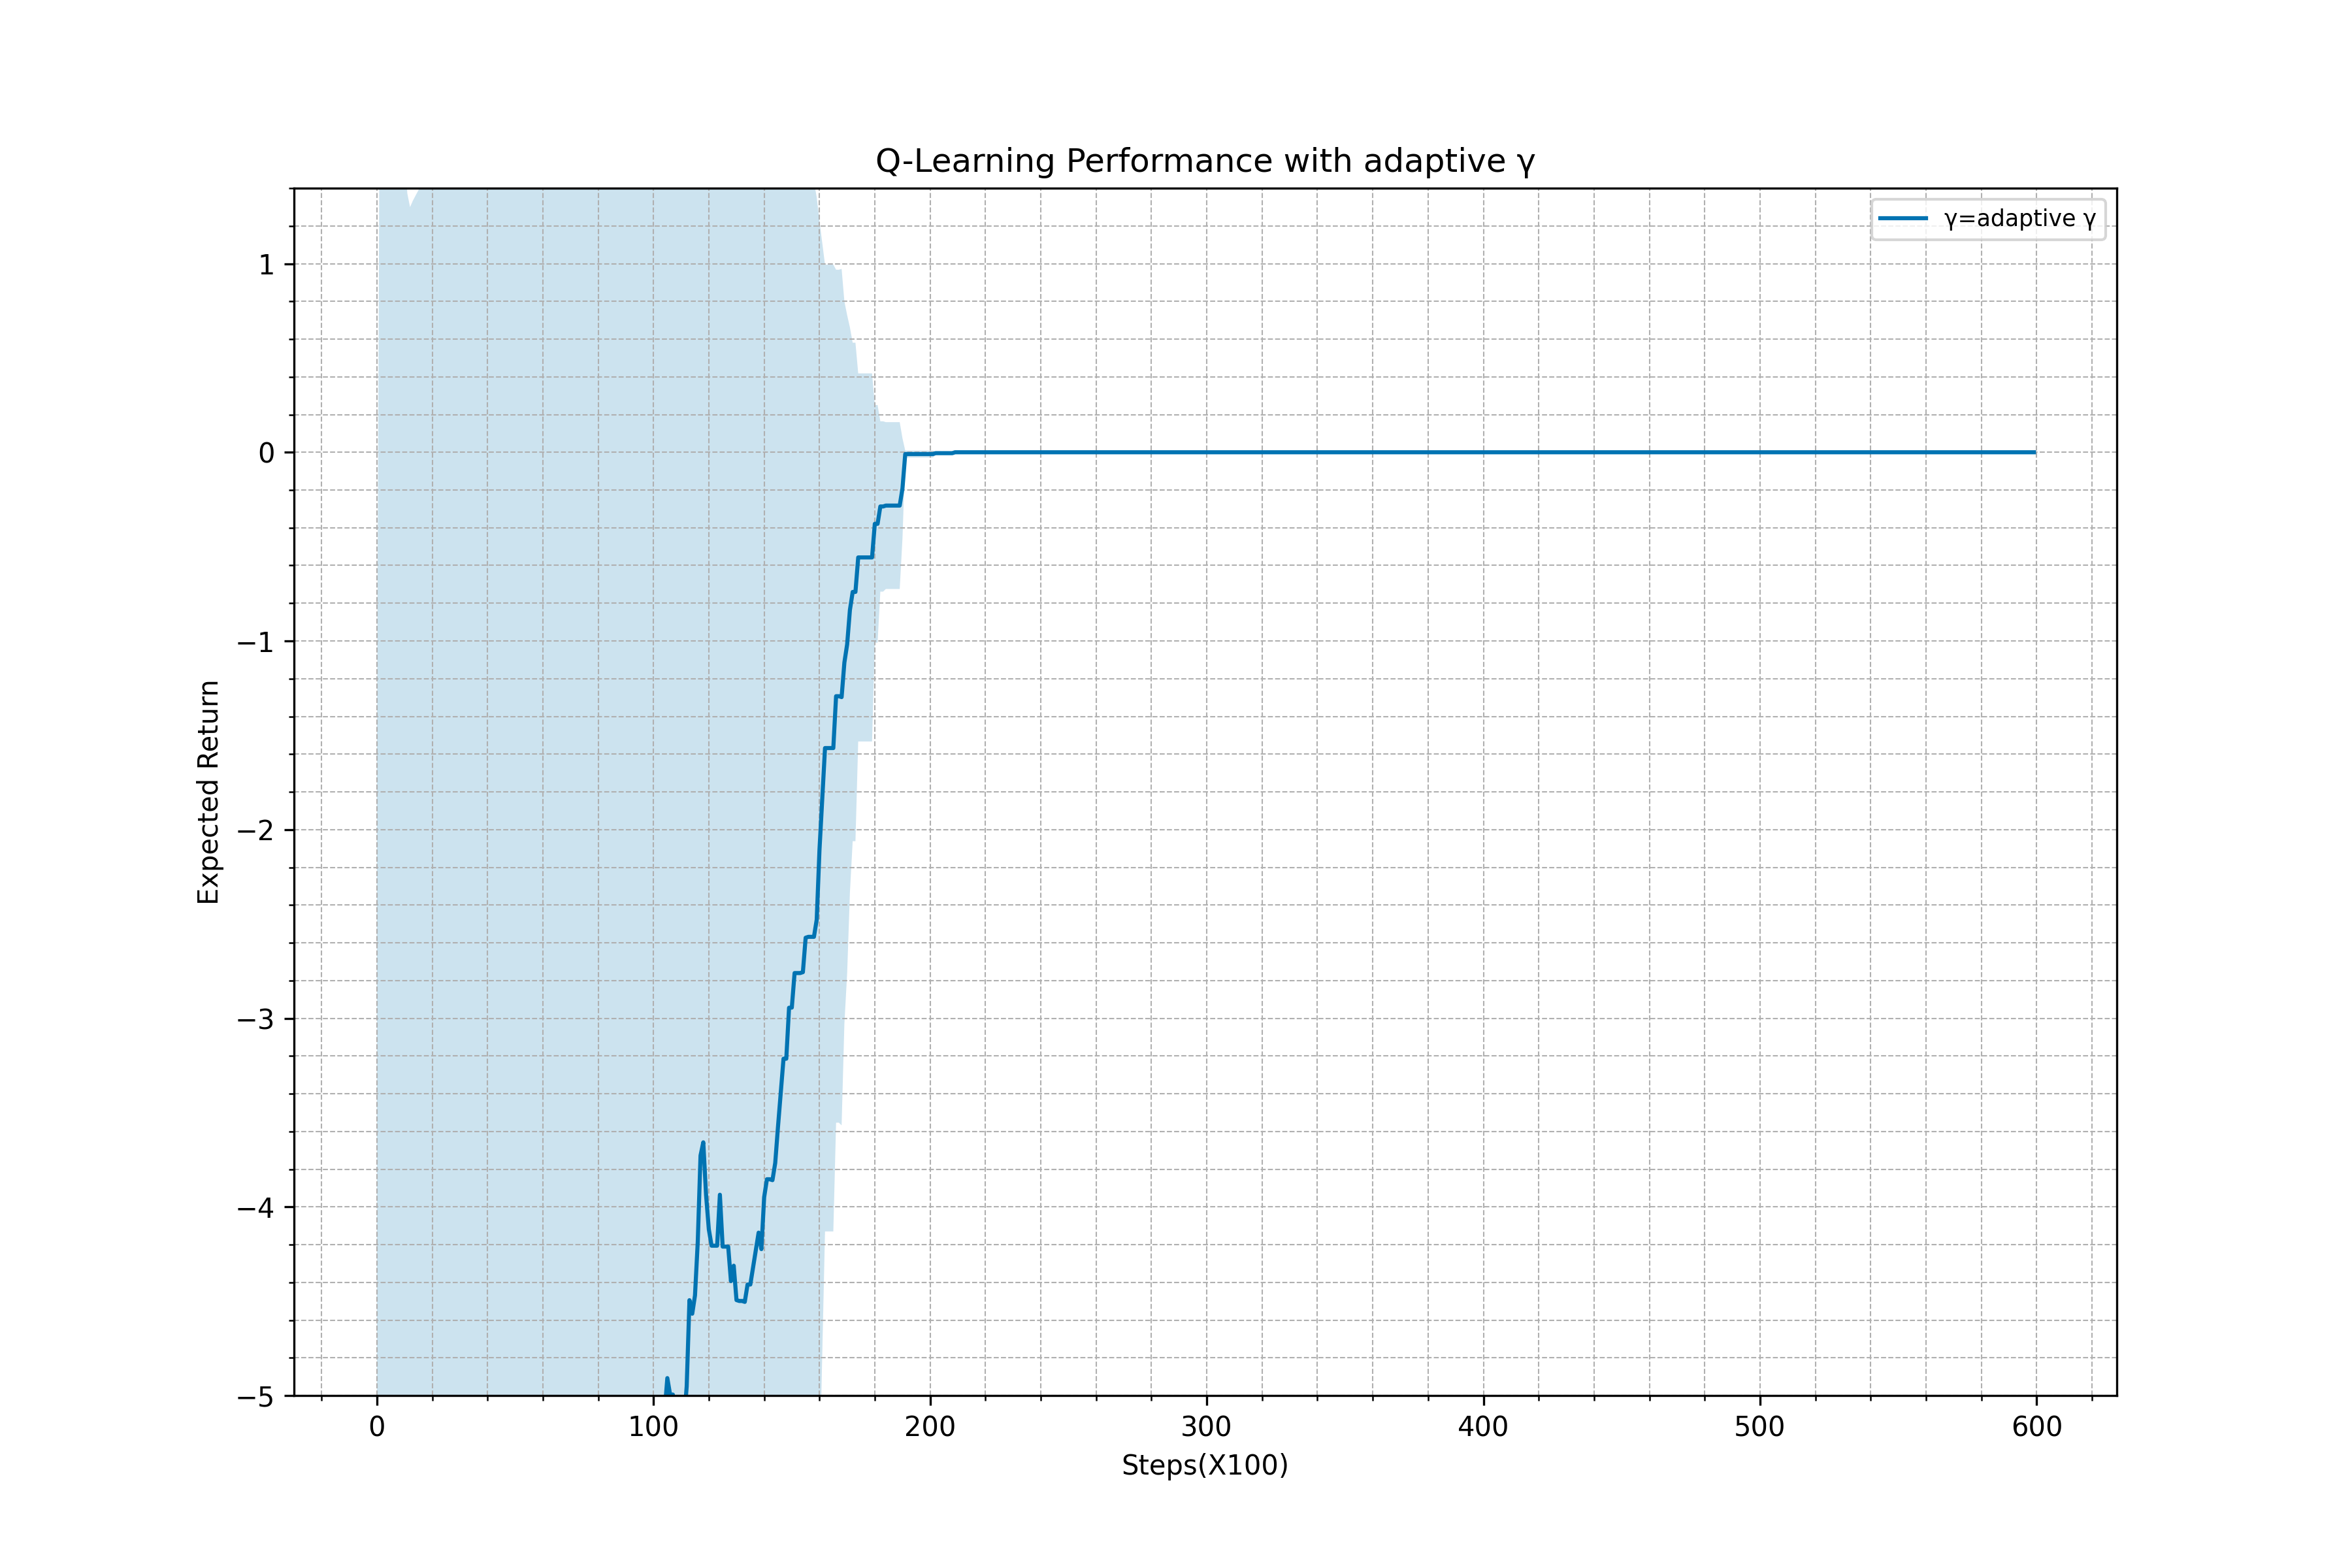 Q-Learning Performance with adaptive γ
γ=adaptive γ
1
0
−1
−2
−3
−4
−5
Expected Return
0 100 200 300 400 500 600
Steps(X100)